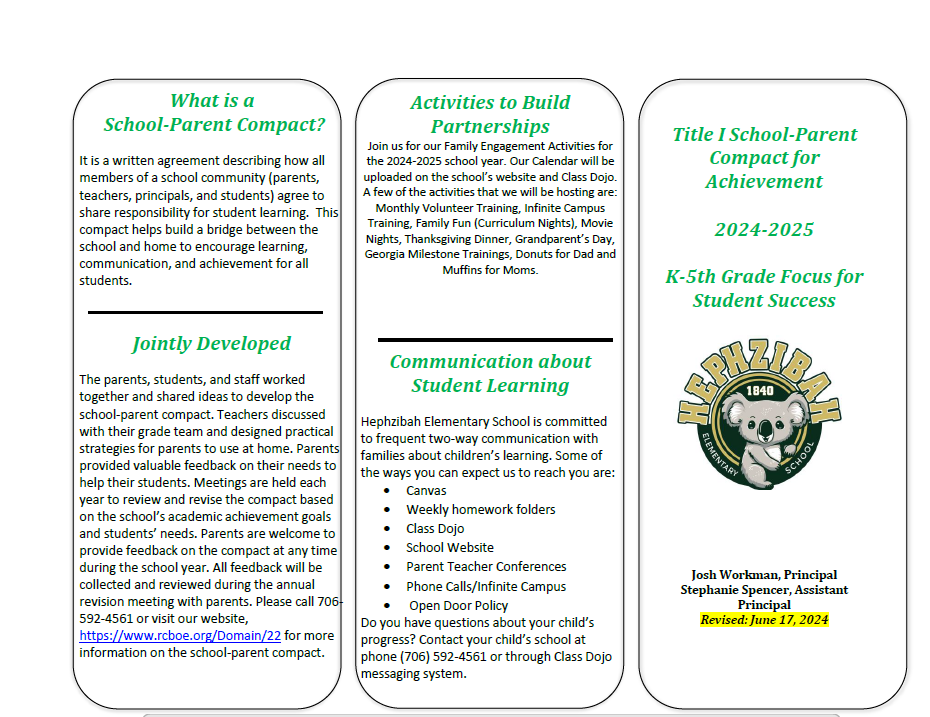 What is a
School-Parent Compact?
It is a written agreement describing how all
members of a school community (parents,
teachers, principals, and students) agree to
share responsibility for student learning.  This
compact helps build a bridge between the
school and home to encourage learning,
communication, and achievement for all
students.
Jointly Developed
The parents, students, and staff worked
together and shared ideas to develop the
school-parent compact. Teachers discussed
with their grade team and designed practical
strategies for parents to use at home. Parents
provided valuable feedback on their needs to
help their students. Meetings are held each
year to review and revise the compact based
on the school's academic achievement goals
and students' needs. Parents are welcome to
provide feedback on the compact at any time
during the school year. All feedback will be
collected and reviewed during the annual
revision meeting with parents. Please call 706-
592-4561 or visit our website,
https://www.rcboe.org/Domain/22 for more
information on the school-parent compact.
Activities to Build
Partnerships
Join us for our Family Engagement Activities for
the 2024-2025 school year. Our Calendar will be
uploaded on the school's website and Class Dojo.
A few of the activities that we will be hosting are:
Monthly Volunteer Training, Infinite Campus
Training, Family Fun (Curriculum Nights), Movie
Nights, Thanksgiving Dinner, Grandparent's Day,
Georgia Milestone Trainings, Donuts for Dad and
Muffins for Moms.
Communication about
Student Learning
Hephzibah Elementary School is committed
to frequent two-way communication with
families about children's learning. Some of
the ways you can expect us to reach you are:
• Canvas
• Weekly homework folders
• Class Dojo
• School Website
• Parent Teacher Conferences
• Phone Calls/Infinite Campus
• Open Door Policy
Do you have questions about your child's
progress? Contact your child's school at
phone (706) 592-4561 or through Class Dojo
messaging system.
Title I School-Parent
Compact for
Achievement
2024-2025
K-5th Grade Focus for
Student Success
HEPHZIBAH
1840
ELEMENTARY SCHOOL
Josh Workman, Principal
Stephanie Spencer, Assistant
Principal
Revised: June 17, 2024